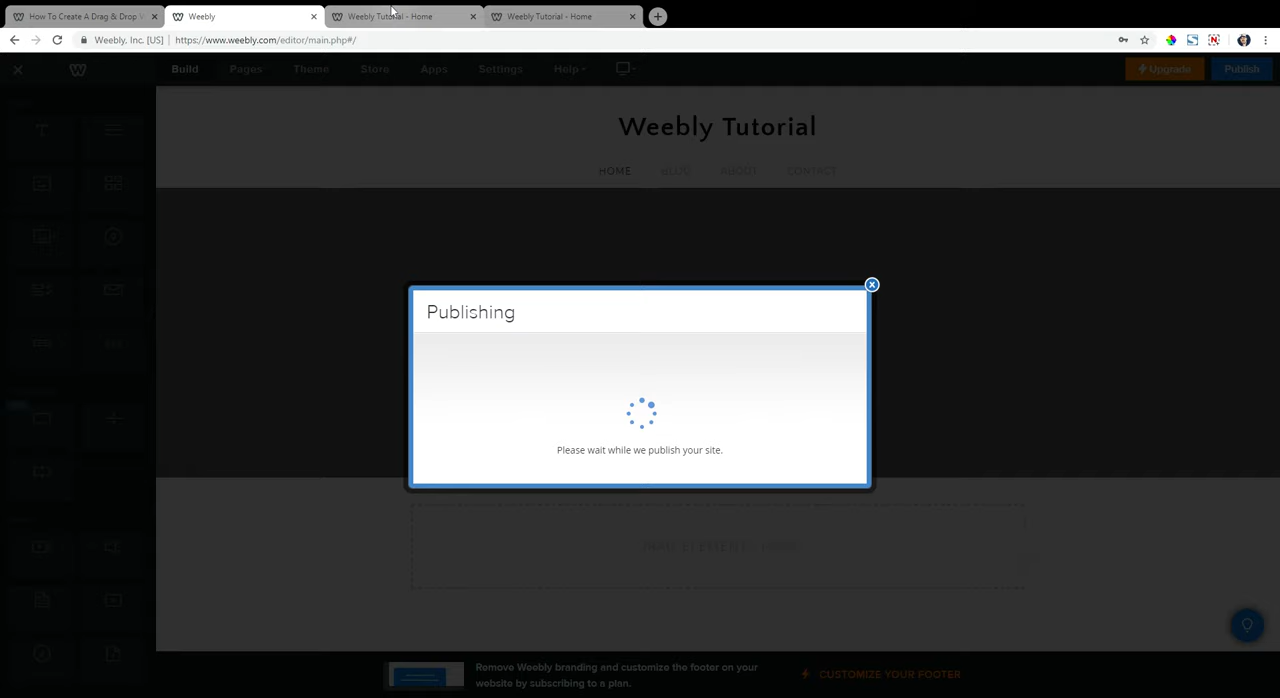 How To Create A Drag & Drop W
Weebly
Weebly Tutorial - Home
Weebly Tutorial - Home
Weebly, Inc. [US] | https://www.weebly.com/editor/main.php#/
Build
Pages
Theme
Store
Apps
Settings
Help
Upgrade
Publish
Weebly Tutorial
HOME
BLOG
ABOUT
CONTACT
Publishing
Please wait while we publish your site.
DRAG ELEMENTS HERE
Remove Weebly branding and customize the footer on your
website by subscribing to a plan.
CUSTOMIZE YOUR FOOTER